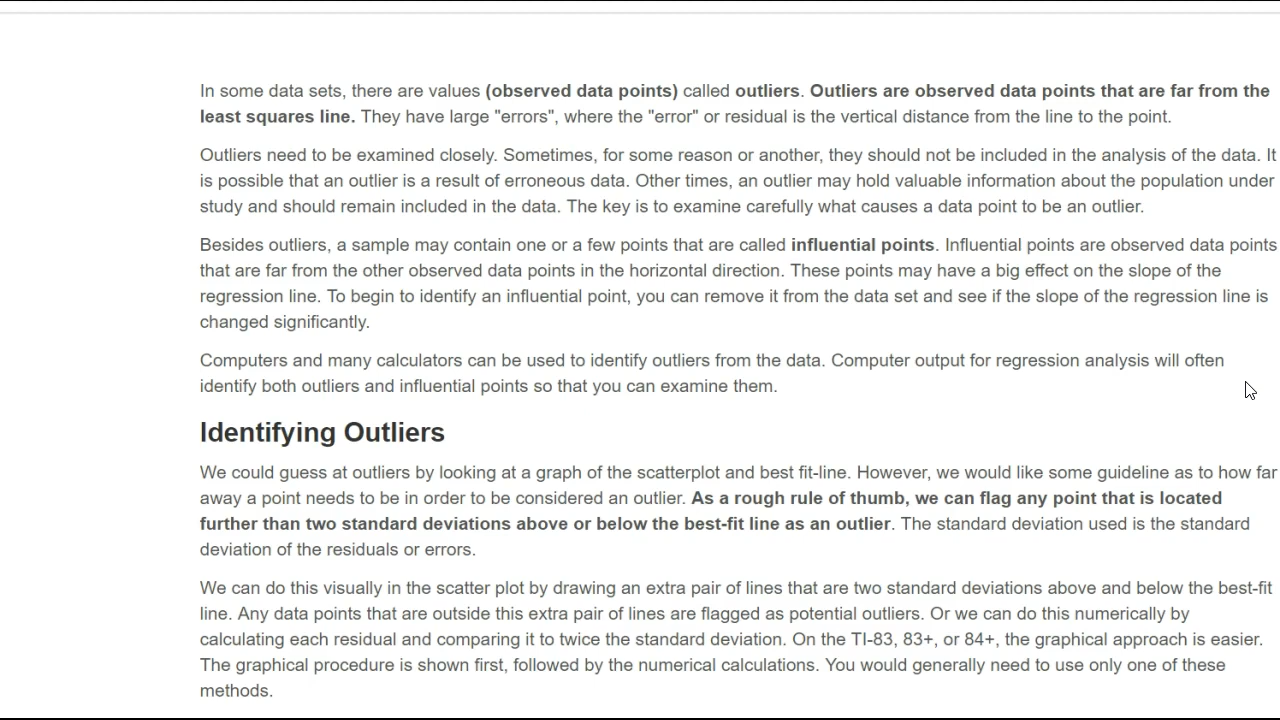 In some data sets, there are values (observed data points) called outliers. Outliers are observed data points that are far from the
least squares line. They have large "errors", where the "error" or residual is the vertical distance from the line to the point.
Outliers need to be examined closely. Sometimes, for some reason or another, they should not be included in the analysis of the data. It
is possible that an outlier is a result of erroneous data. Other times, an outlier may hold valuable information about the population under
study and should remain included in the data. The key is to examine carefully what causes a data point to be an outlier.
Besides outliers, a sample may contain one or a few points that are called influential points. Influential points are observed data points
that are far from the other observed data points in the horizontal direction. These points may have a big effect on the slope of the
regression line. To begin to identify an influential point, you can remove it from the data set and see if the slope of the regression line is
changed significantly.
Computers and many calculators can be used to identify outliers from the data. Computer output for regression analysis will often
identify both outliers and influential points so that you can examine them.
Identifying Outliers
We could guess at outliers by looking at a graph of the scatterplot and best fit-line. However, we would like some guideline as to how far
away a point needs to be in order to be considered an outlier. As a rough rule of thumb, we can flag any point that is located
further than two standard deviations above or below the best-fit line as an outlier. The standard deviation used is the standard
deviation of the residuals or errors.
We can do this visually in the scatter plot by drawing an extra pair of lines that are two standard deviations above and below the best-fit
line. Any data points that are outside this extra pair of lines are flagged as potential outliers. Or we can do this numerically by
calculating each residual and comparing it to twice the standard deviation. On the TI-83, 83+, or 84+, the graphical approach is easier.
The graphical procedure is shown first, followed by the numerical calculations. You would generally need to use only one of these
methods.